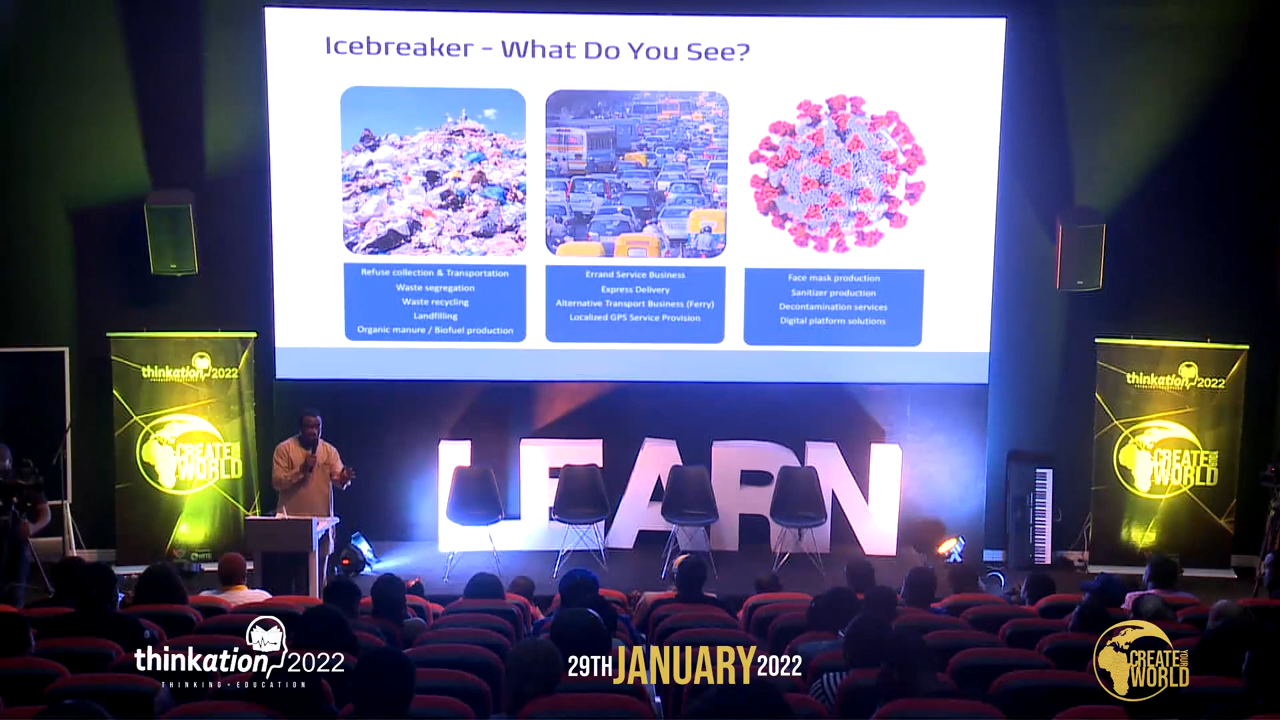 Icebreaker - What Do You See?
Refuse collection & Transportation
Waste segregation
Waste recycling
Landfilling
Organic manure / Biofuel production
Errand Service Business
Express Delivery
Alternative Transport Business (Ferry)
Localized GPS Service Provision
Face mask production
Sanitizer production
Decontamination services
Digital platform solutions
thinkation 2022
CREATE YOUR
WORLD
LEARN
thinkation 2022
CREATE YOUR
WORLD
thinkation 2022
THINKING • EDUCATION
29TH JANUARY 2022
CREATE YOUR
WORLD